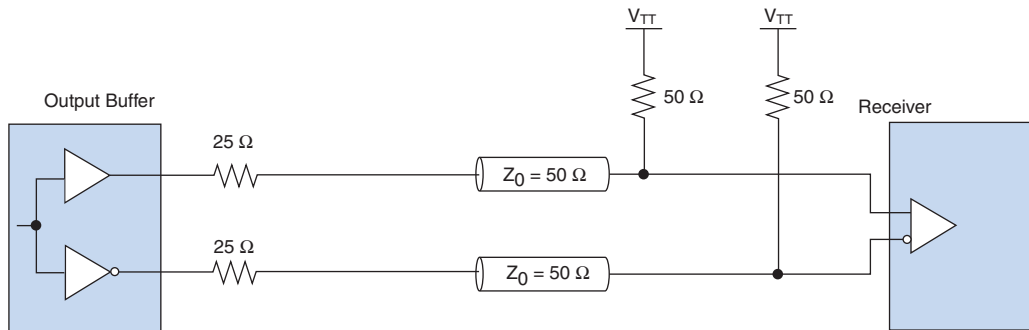 V_TT
V_TT
50 Ω
50 Ω
Output Buffer
Receiver
25 Ω
Z_0 = 50 Ω
25 Ω
Z_0 = 50 Ω